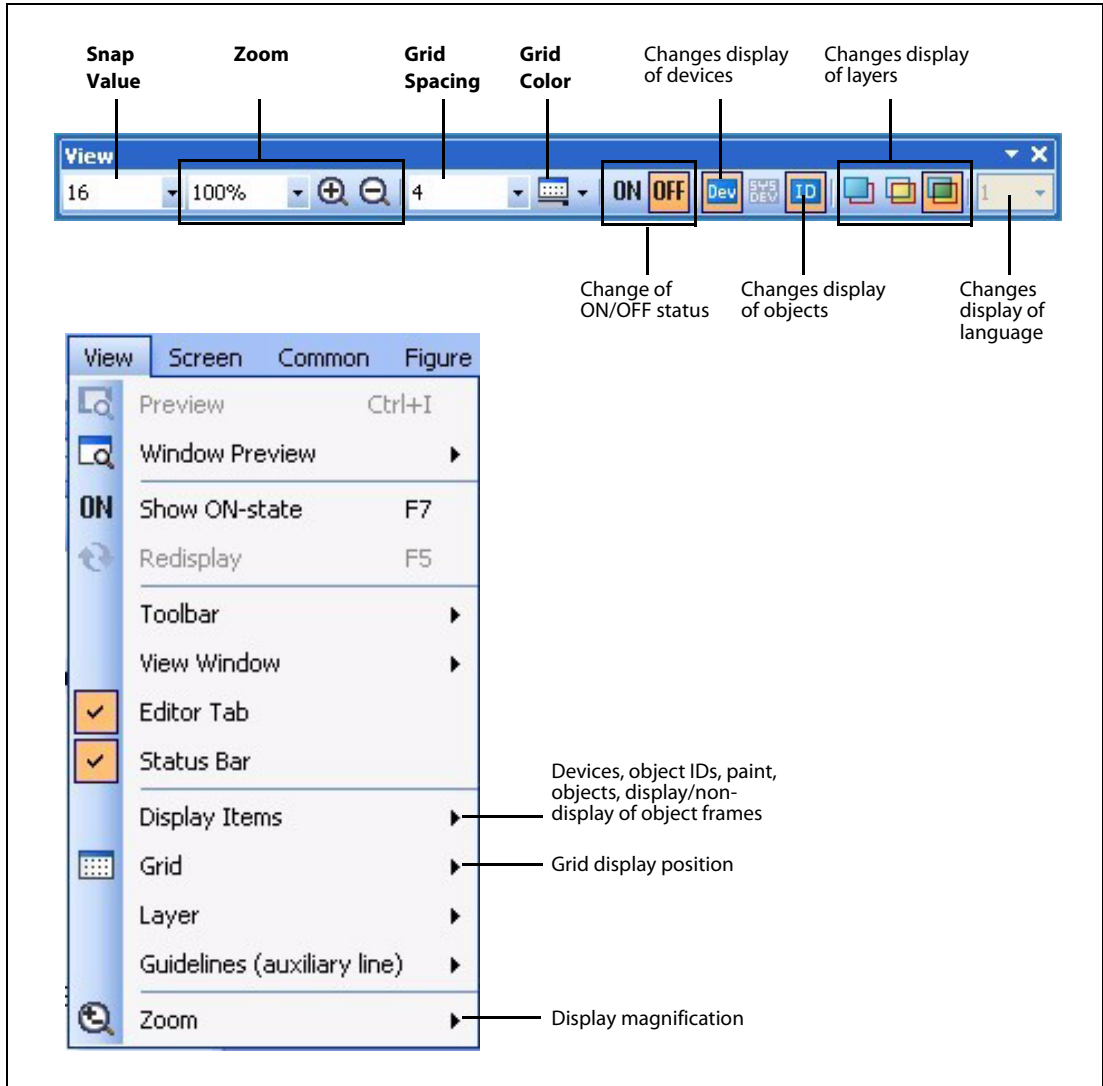 Snap Value
Zoom
Grid Spacing
Grid Color
Changes display of devices
Changes display of layers
View
16
100%
4
ON OFF Dev SYS DEV ID
1
Change of ON/OFF status
Changes display of objects
Changes display of language
View Screen Common Figure
Preview Ctrl+I
Window Preview
ON Show ON-state F7
Redisplay F5
Toolbar
View Window
Editor Tab
Status Bar
Display Items
Devices, object IDs, paint, objects, display/non-display of object frames
Grid
Grid display position
Layer
Guidelines (auxiliary line)
Zoom
Display magnification